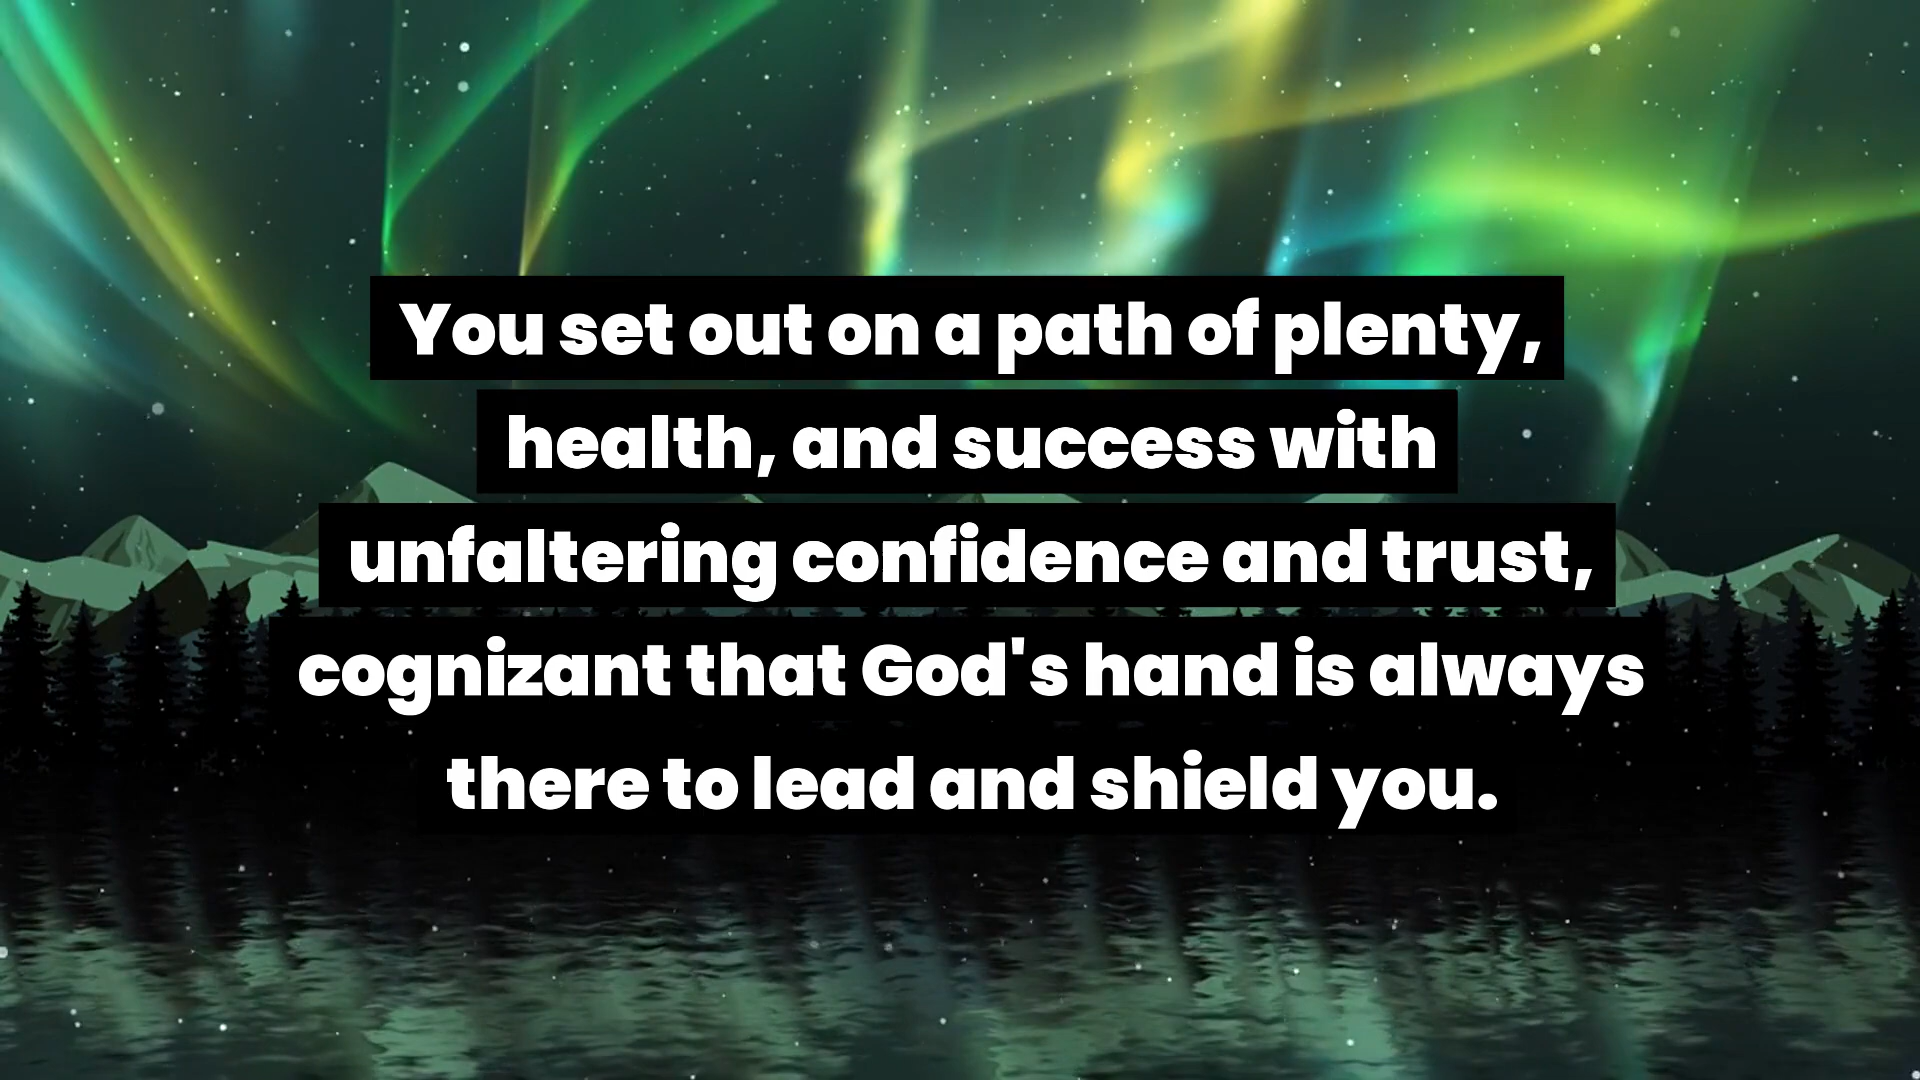 You set out on a path of plenty,
health, and success with
unfaltering confidence and trust,
cognizant that God's hand is always
there to lead and shield you.